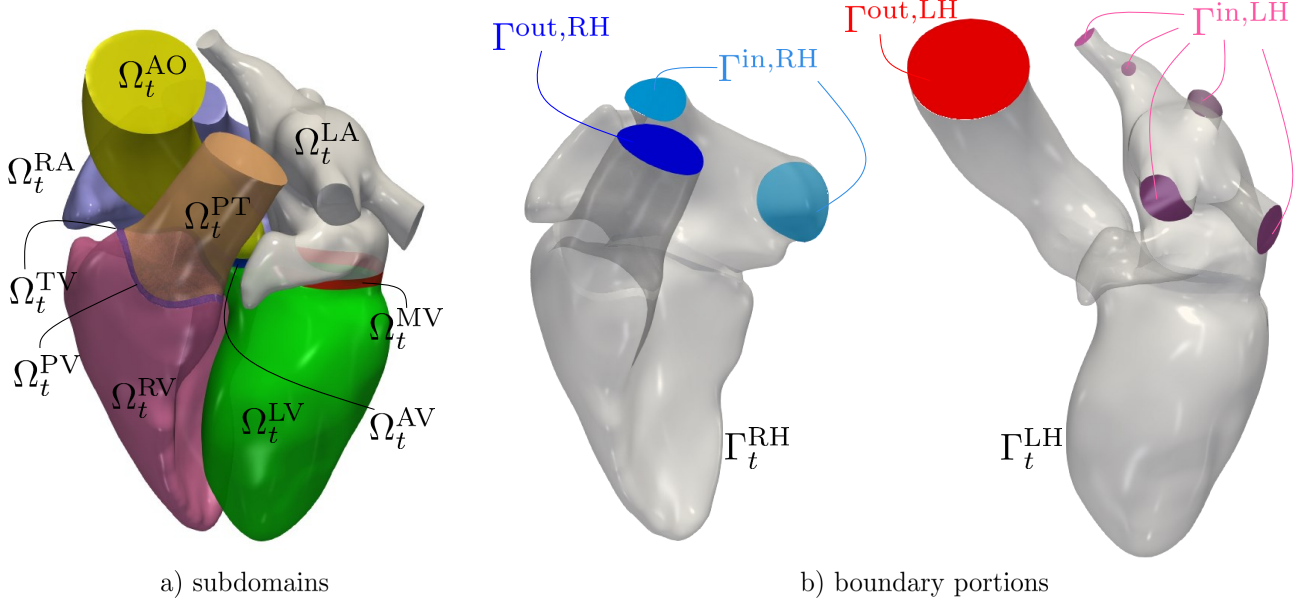 Ω_t^AO
Ω_t^LA
Ω_t^RA
Ω_t^PT
Ω_t^TV
Ω_t^MV
Ω_t^PV
Ω_t^RV
Ω_t^LV
Ω_t^AV
a) subdomains
Γ^out,RH
Γ^in,RH
Γ_t^RH
Γ^out,LH
Γ^in,LH
Γ_t^LH
b) boundary portions